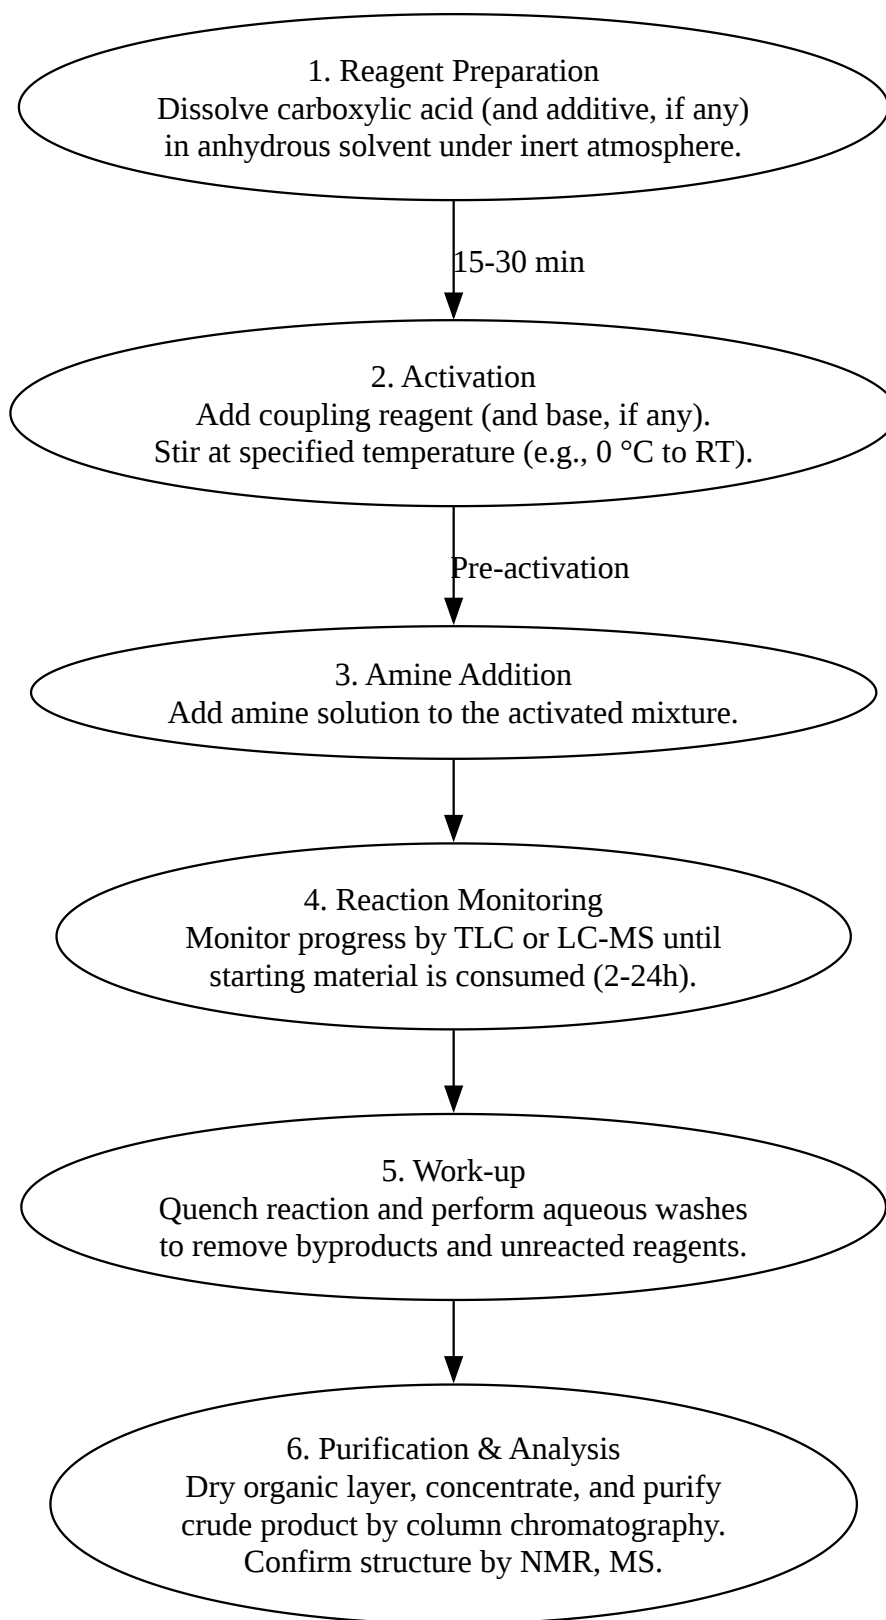 1. Reagent Preparation
Dissolve carboxylic acid (and additive, if any)
in anhydrous solvent under inert atmosphere.
15-30 min
2. Activation
Add coupling reagent (and base, if any).
Stir at specified temperature (e.g., 0 °C to RT).
Pre-activation
3. Amine Addition
Add amine solution to the activated mixture.
4. Reaction Monitoring
Monitor progress by TLC or LC-MS until
starting material is consumed (2-24h).
5. Work-up
Quench reaction and perform aqueous washes
to remove byproducts and unreacted reagents.
6. Purification & Analysis
Dry organic layer, concentrate, and purify
crude product by column chromatography.
Confirm structure by NMR, MS.